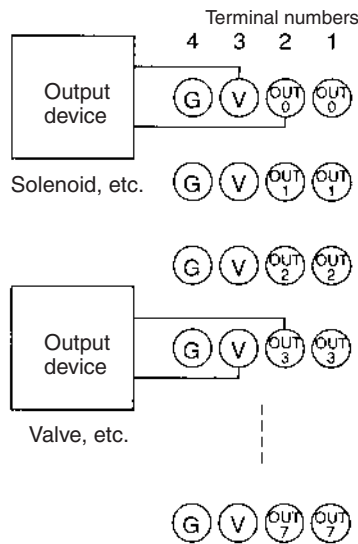 Terminal numbers
4 3 2 1
Output
device
G V OUT 0 OUT 0
Solenoid, etc.
G V OUT 1 OUT 1
G V OUT 2 OUT 2
Output
device
G V OUT 3 OUT 3
Valve, etc.
G V OUT 7 OUT 7